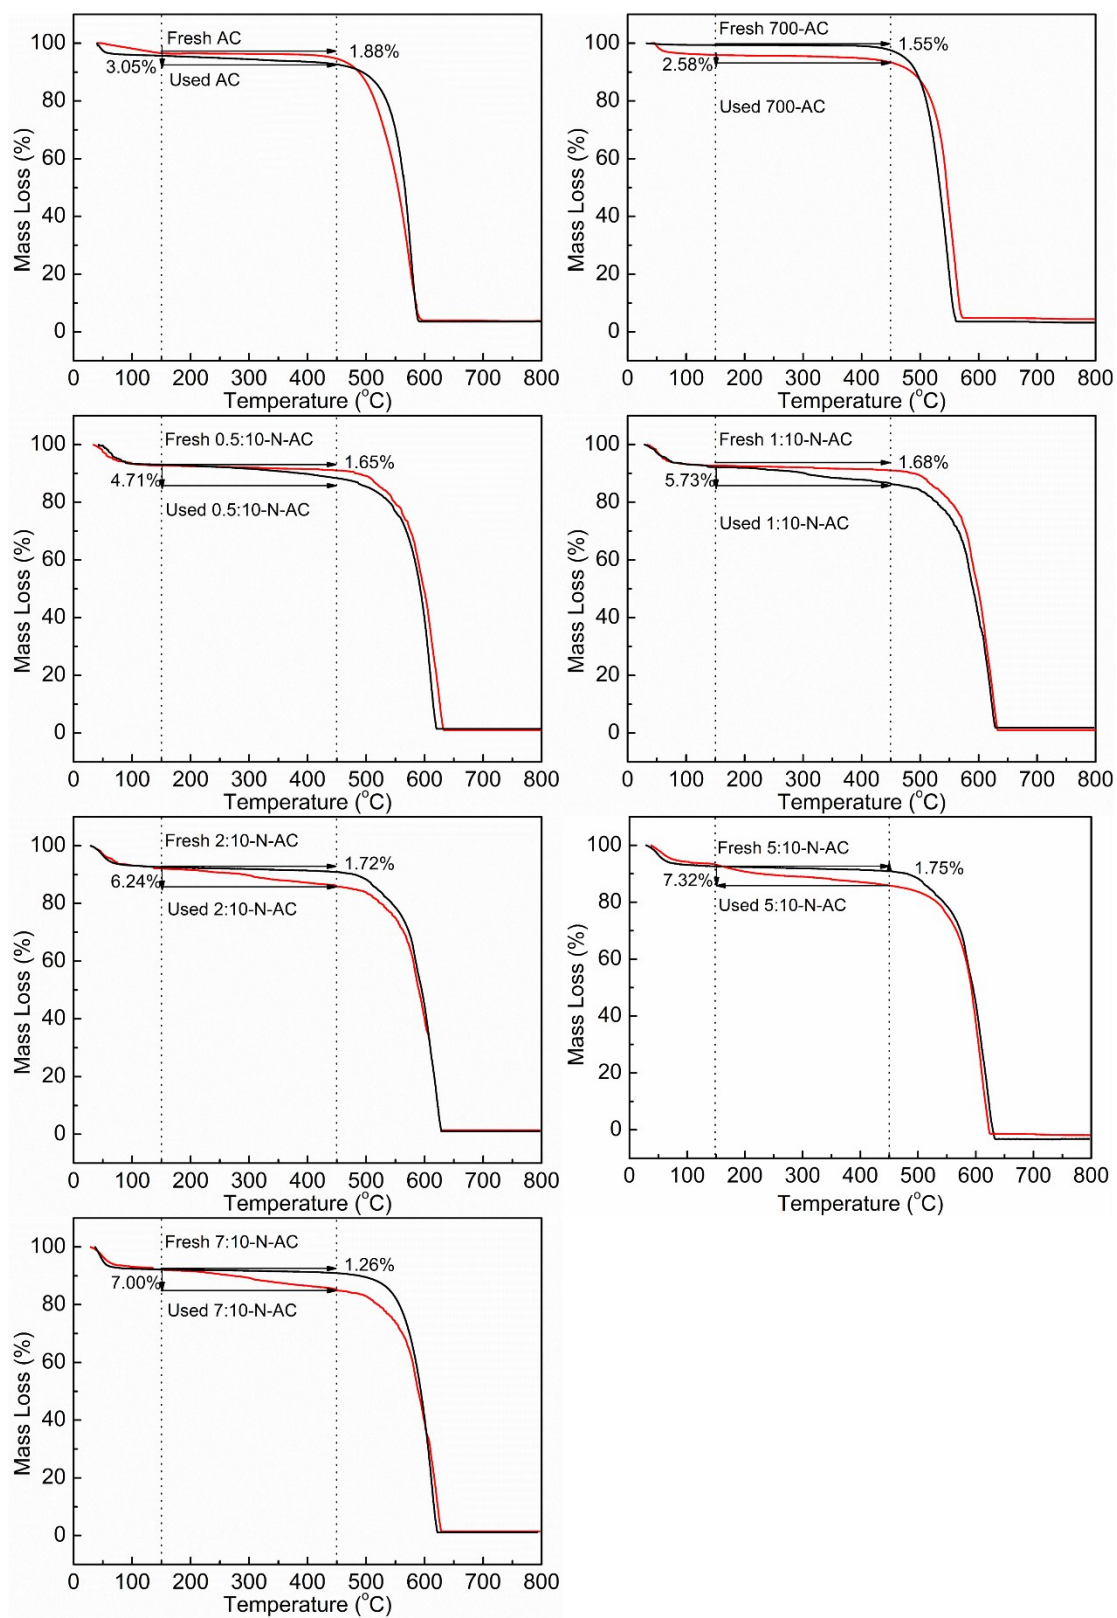 Mass Loss (%)
100
80
60
40
20
0
Fresh AC
1.88%
3.05%
Used AC
0 100 200 300 400 500 600 700 800
Temperature (°C)
Mass Loss (%)
100
80
60
40
20
0
Fresh 700-AC
1.55%
2.58%
Used 700-AC
0 100 200 300 400 500 600 700 800
Temperature (°C)
Mass Loss (%)
100
80
60
40
20
0
Fresh 0.5:10-N-AC
1.65%
4.71%
Used 0.5:10-N-AC
0 100 200 300 400 500 600 700 800
Temperature (°C)
Mass Loss (%)
100
80
60
40
20
0
Fresh 1:10-N-AC
1.68%
5.73%
Used 1:10-N-AC
0 100 200 300 400 500 600 700 800
Temperature (°C)
Mass Loss (%)
100
80
60
40
20
0
Fresh 2:10-N-AC
1.72%
6.24%
Used 2:10-N-AC
0 100 200 300 400 500 600 700 800
Temperature (°C)
Mass Loss (%)
100
80
60
40
20
0
Fresh 5:10-N-AC
1.75%
7.32%
Used 5:10-N-AC
0 100 200 300 400 500 600 700 800
Temperature (°C)
Mass Loss (%)
100
80
60
40
20
0
Fresh 7:10-N-AC
1.26%
7.00%
Used 7:10-N-AC
0 100 200 300 400 500 600 700 800
Temperature (°C)